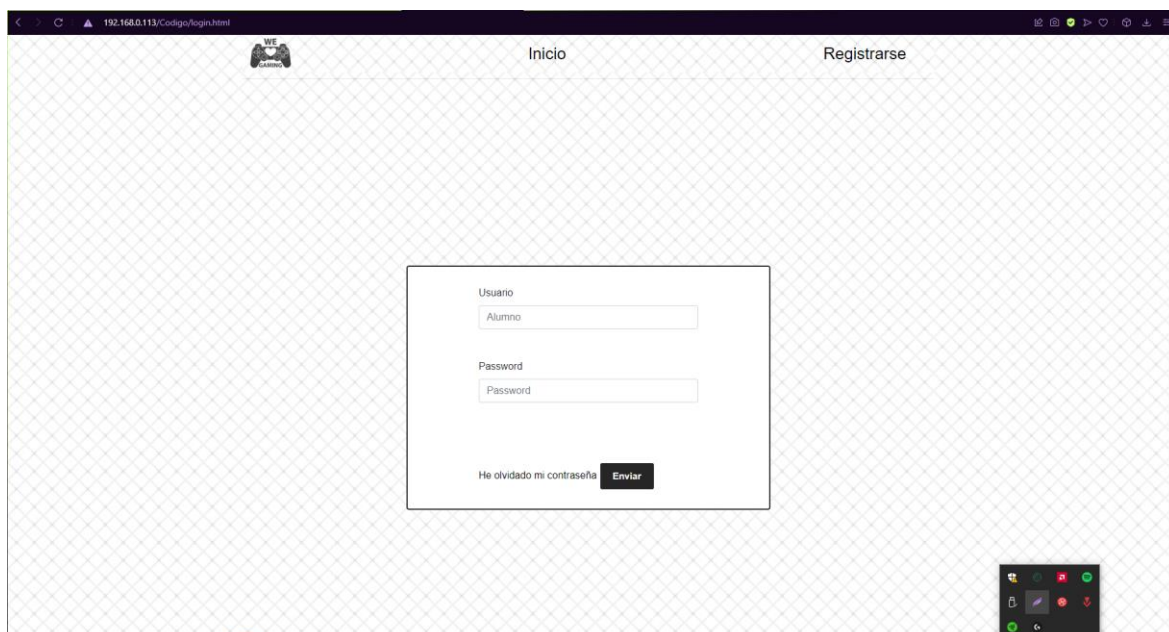 192.168.0.113/Codigo/login.html
WE
GAMING
Inicio
Registrarse
Usuario
Alumno
Password
Password
He olvidado mi contraseña Enviar